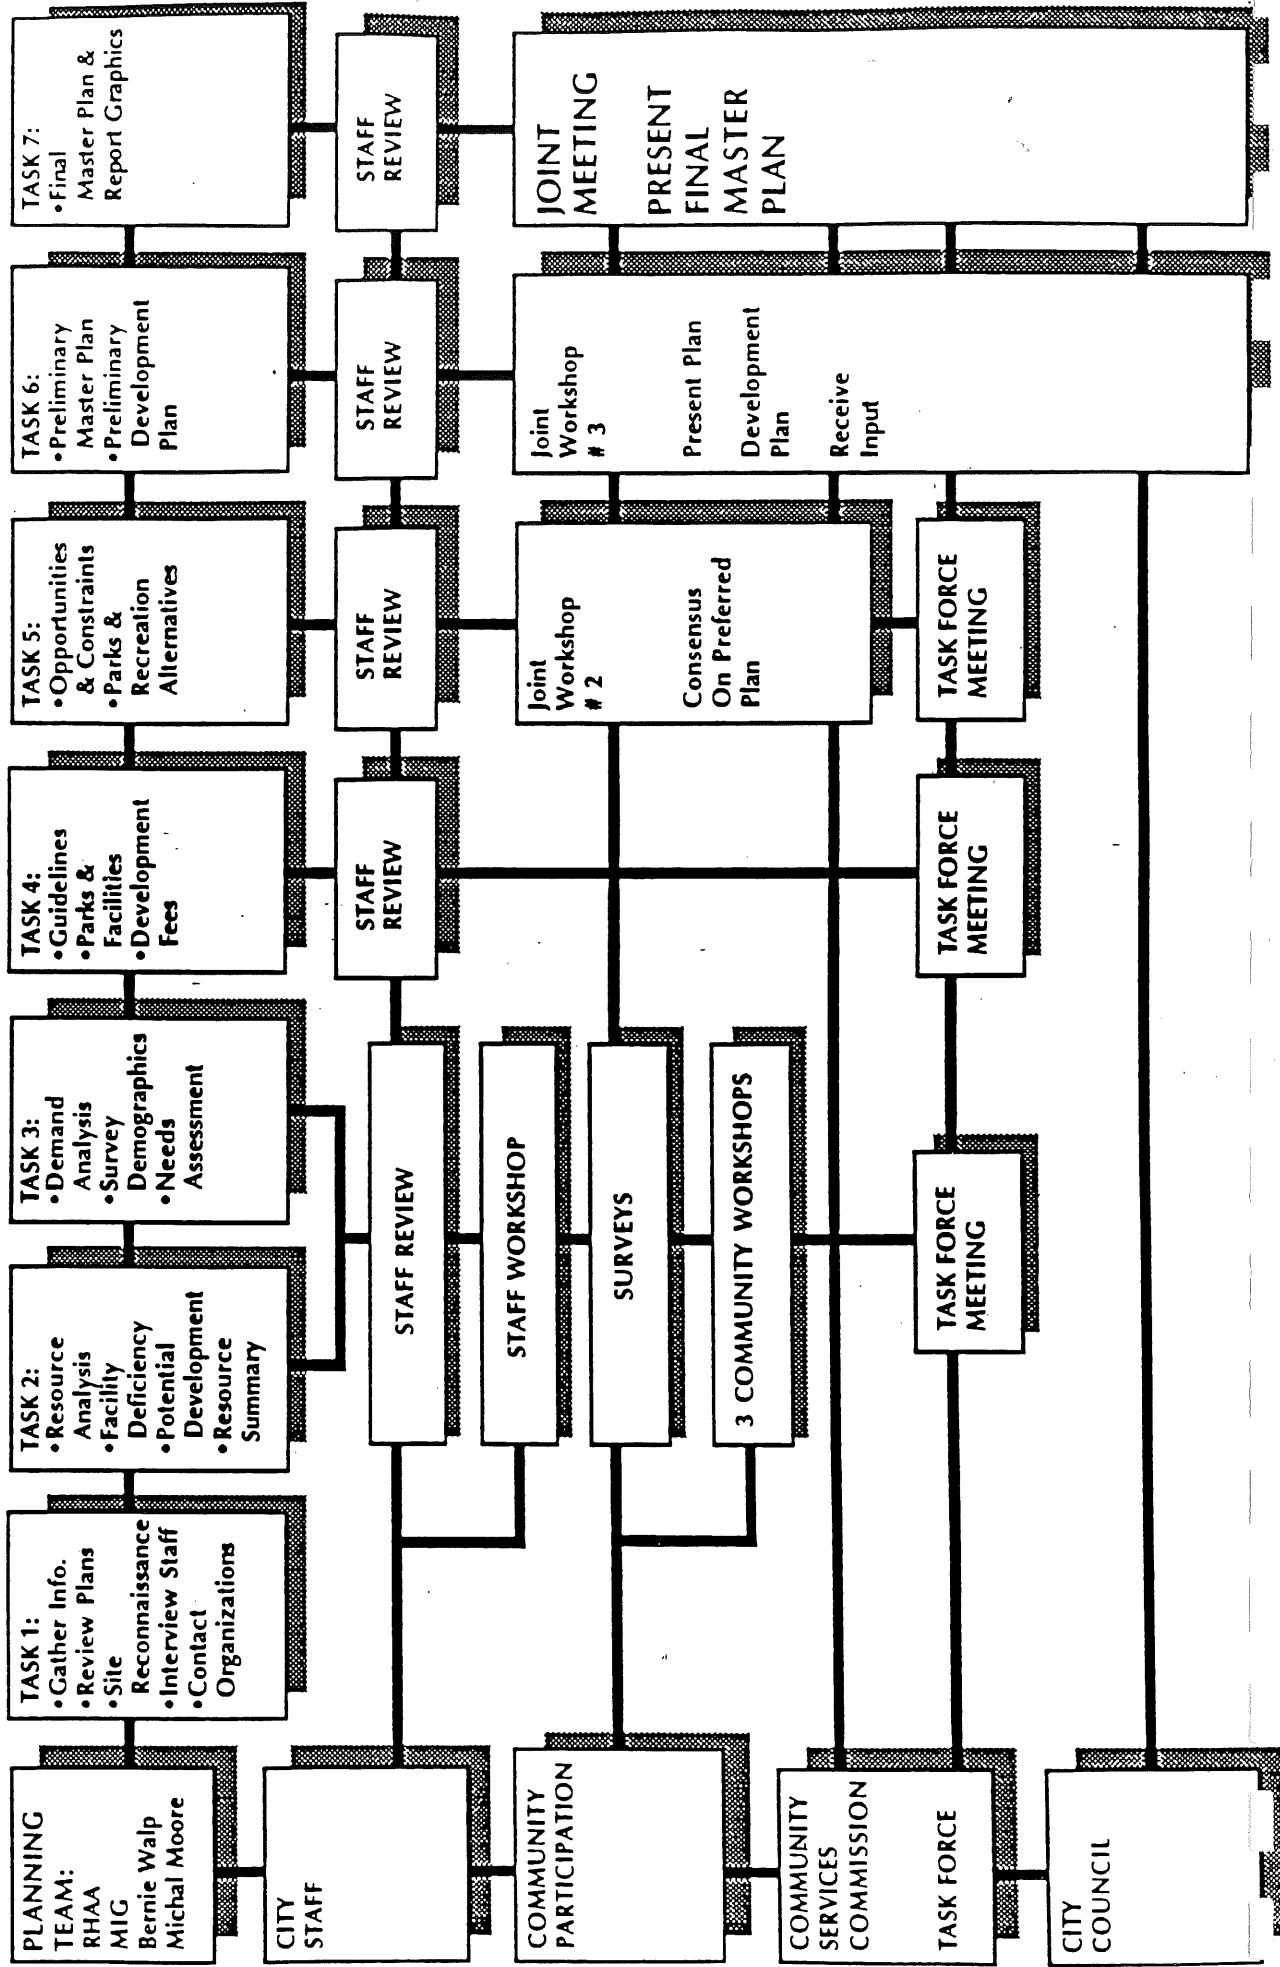 PLANNING
TEAM:
RHAA
MIG
Bernie Walp
Michal Moore
TASK 1:
•Gather Info.
•Review Plans
•Site
Reconnaissance
•Interview Staff
•Contact
Organizations
TASK 2:
•Resource
Analysis
•Facility
Deficiency
•Potential
Development
•Resource
Summary
TASK 3:
•Demand
Analysis
•Survey
Demographics
•Needs
Assessment
TASK 4:
•Guidelines
•Parks &
Facilities
•Development
Fees
TASK 5:
•Opportunities
& Constraints
•Parks &
Recreation
Alternatives
TASK 6:
•Preliminary
Master Plan
•Preliminary
Development
Plan
TASK 7:
•Final
Master Plan &
Report Graphics
CITY
STAFF
STAFF REVIEW
STAFF
REVIEW
STAFF
REVIEW
STAFF
REVIEW
STAFF
REVIEW
STAFF WORKSHOP
COMMUNITY
PARTICIPATION
SURVEYS
3 COMMUNITY WORKSHOPS
Joint
Workshop
# 2
Consensus
On Preferred
Plan
Joint
Workshop
# 3
Present Plan
Development
Plan
Receive
Input
JOINT
MEETING
PRESENT
FINAL
MASTER
PLAN
COMMUNITY
SERVICES
COMMISSION
TASK FORCE
TASK FORCE
MEETING
TASK FORCE
MEETING
TASK FORCE
MEETING
CITY
COUNCIL